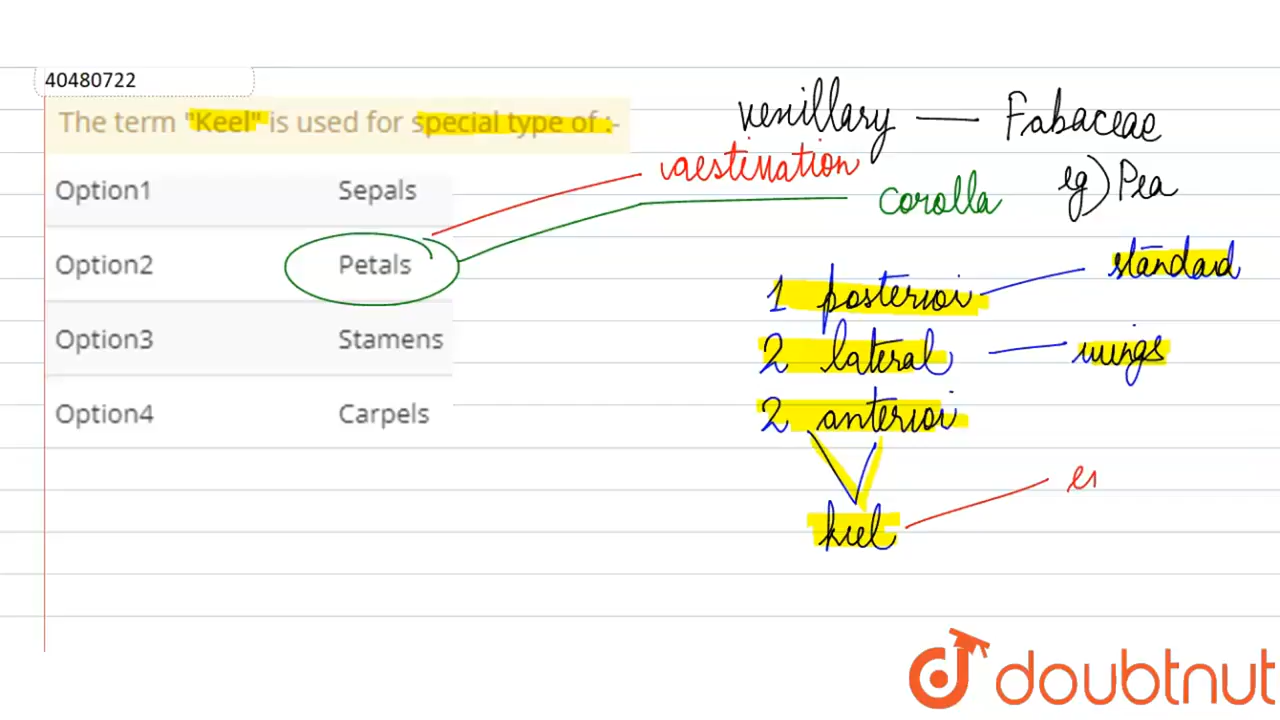 40480722
The term "Keel" is used for special type of :-
Option1 Sepals
Option2 Petals
Option3 Stamens
Option4 Carpels
vexillary — Fabaceae
aestivation
eg) Pea
corolla
1 posterior — standard
2 lateral — wings
2 anterior
keel
doubtnut